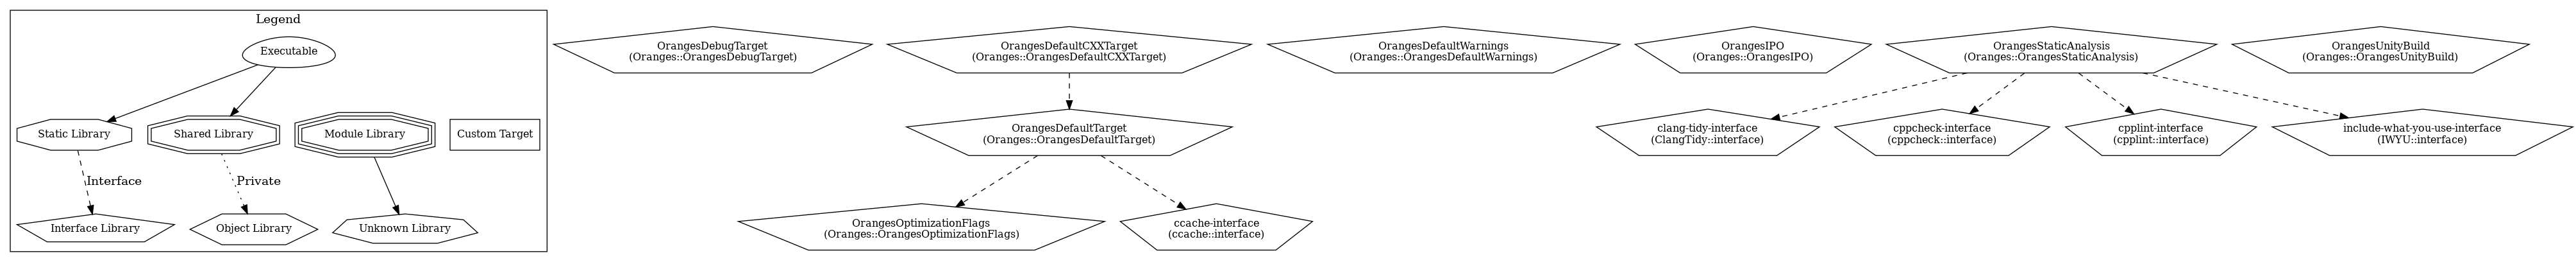 Legend
Executable
Static Library
Shared Library
Module Library
Custom Target
Interface
Private
Interface Library
Object Library
Unknown Library
OrangesDebugTarget
(Oranges::OrangesDebugTarget)
OrangesDefaultCXXTarget
(Oranges::OrangesDefaultCXXTarget)
OrangesDefaultTarget
(Oranges::OrangesDefaultTarget)
OrangesOptimizationFlags
(Oranges::OrangesOptimizationFlags)
ccache-interface
(ccache::interface)
OrangesDefaultWarnings
(Oranges::OrangesDefaultWarnings)
OrangesIPO
(Oranges::OrangesIPO)
OrangesStaticAnalysis
(Oranges::OrangesStaticAnalysis)
clang-tidy-interface
(ClangTidy::interface)
cppcheck-interface
(cppcheck::interface)
cpplint-interface
(cpplint::interface)
include-what-you-use-interface
(IWYU::interface)
OrangesUnityBuild
(Oranges::OrangesUnityBuild)